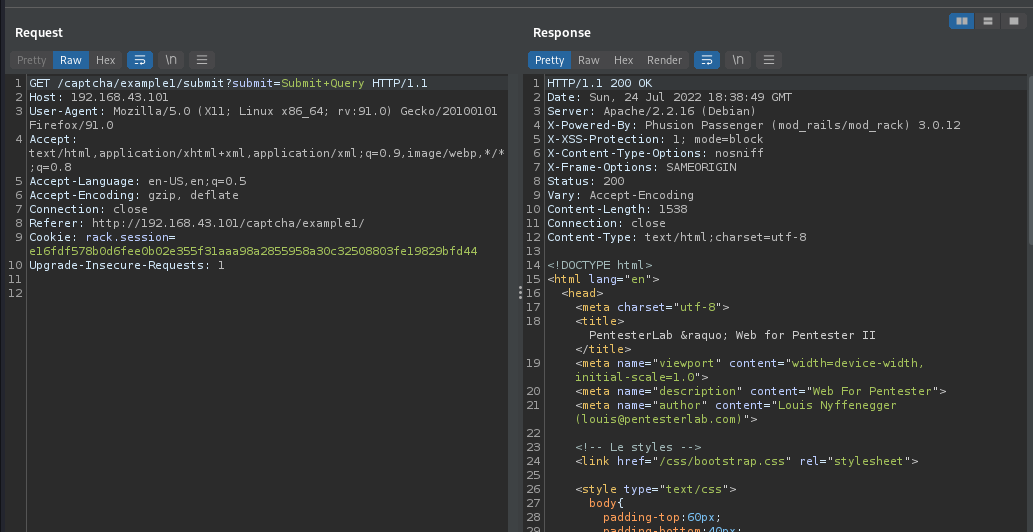 Request
Pretty Raw Hex \n
1 GET /captcha/example1/submit?submit=Submit+Query HTTP/1.1
2 Host: 192.168.43.101
3 User-Agent: Mozilla/5.0 (X11; Linux x86_64; rv:91.0) Gecko/20100101
Firefox/91.0
4 Accept:
text/html,application/xhtml+xml,application/xml;q=0.9,image/webp,*/*
;q=0.8
5 Accept-Language: en-US,en;q=0.5
6 Accept-Encoding: gzip, deflate
7 Connection: close
8 Referer: http://192.168.43.101/captcha/example1/
9 Cookie: rack.session=
e16fdf578b0d6fee0b02e355f31aaa98a2855958a30c32508803fe19829bfd44
10 Upgrade-Insecure-Requests: 1
11
12
Response
Pretty Raw Hex Render \n
1 HTTP/1.1 200 OK
2 Date: Sun, 24 Jul 2022 18:38:49 GMT
3 Server: Apache/2.2.16 (Debian)
4 X-Powered-By: Phusion Passenger (mod_rails/mod_rack) 3.0.12
5 X-XSS-Protection: 1; mode=block
6 X-Content-Type-Options: nosniff
7 X-Frame-Options: SAMEORIGIN
8 Status: 200
9 Vary: Accept-Encoding
10 Content-Length: 1538
11 Connection: close
12 Content-Type: text/html;charset=utf-8
13
14 <!DOCTYPE html>
15 <html lang="en">
16 <head>
17 <meta charset="utf-8">
18 <title>
PentesterLab &raquo; Web for Pentester II
</title>
19 <meta name="viewport" content="width=device-width,
initial-scale=1.0">
20 <meta name="description" content="Web For Pentester">
21 <meta name="author" content="Louis Nyffenegger
(louis@pentesterlab.com)">
22
23 <!-- Le styles -->
24 <link href="/css/bootstrap.css" rel="stylesheet">
25
26 <style type="text/css">
27 body{
28 padding-top:60px;
29 padding-bottom:40px;